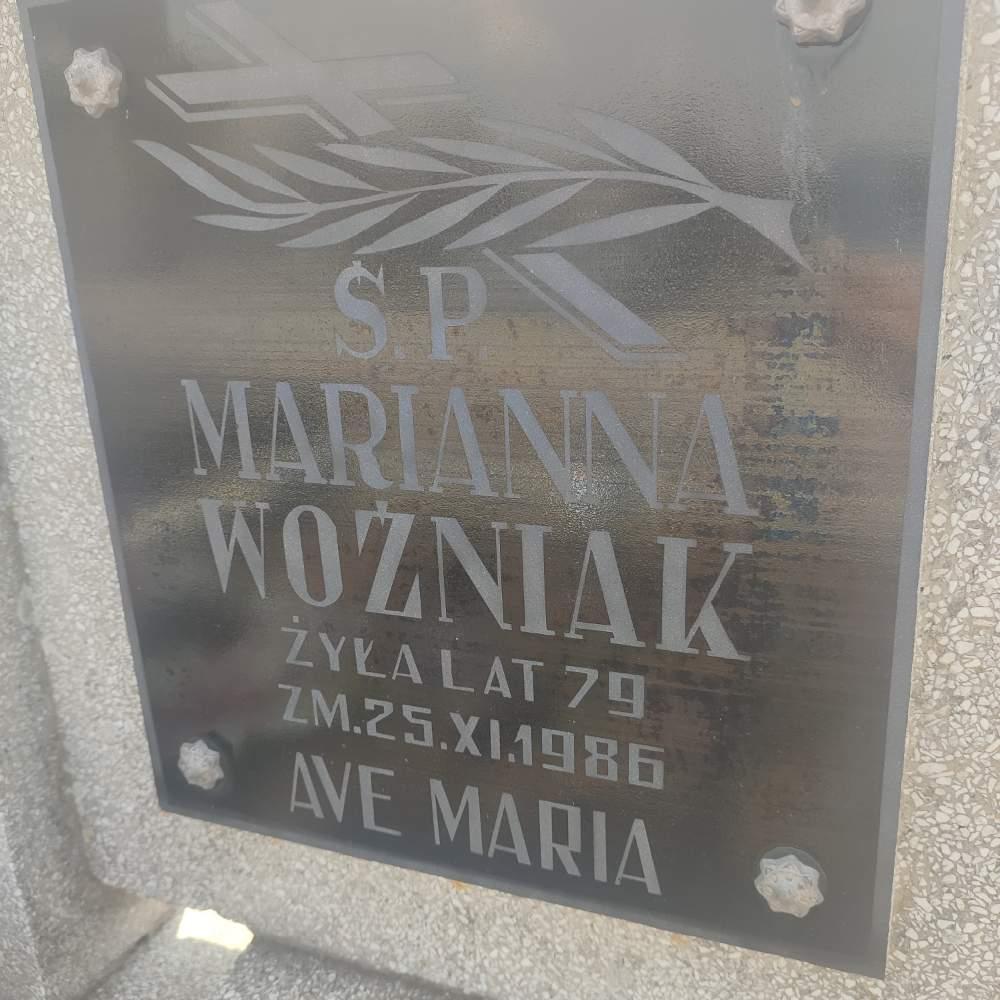 Ś.P.
MARIANNA
WOŹNIAK
ŻYŁA LAT 79
ZM.25.XI.1986
AVE MARIA